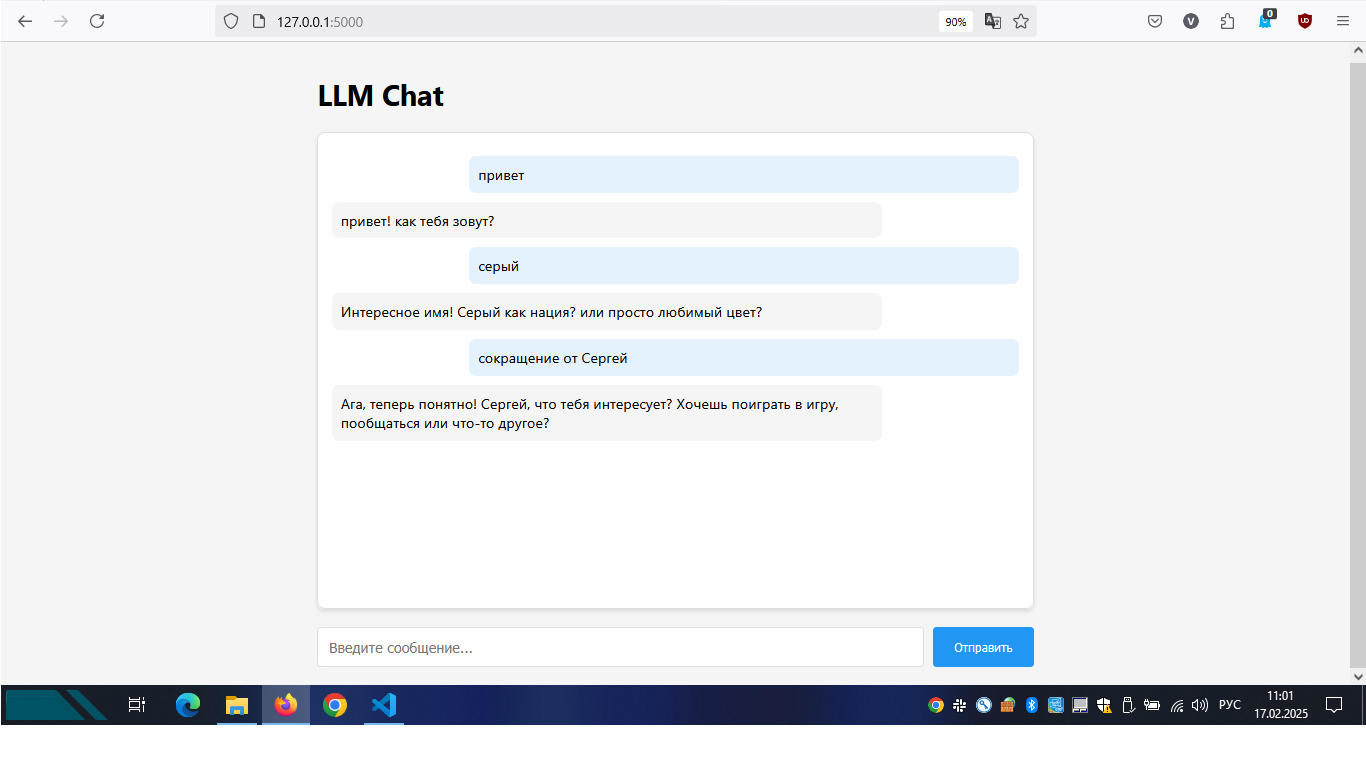 127.0.0.1:5000
90%
V
0
LLM Chat
привет
привет! как тебя зовут?
серый
Интересное имя! Серый как нация? или просто любимый цвет?
сокращение от Сергей
Ага, теперь понятно! Сергей, что тебя интересует? Хочешь поиграть в игру,
пообщаться или что-то другое?
Введите сообщение...
Отправить
РУС
11:01
17.02.2025